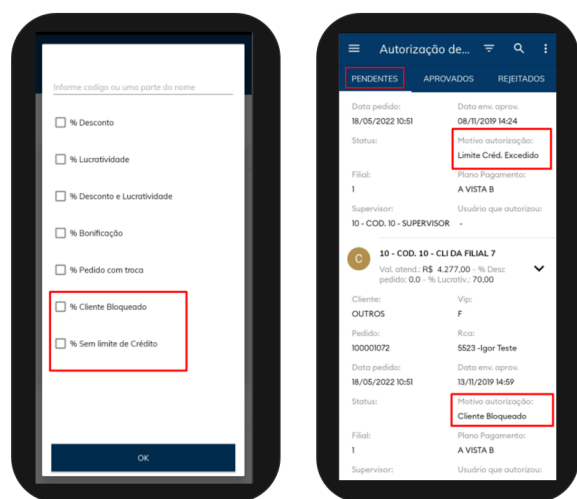 Informe codigo ou uma parte do nome
% Desconto
% Lucratividade
% Desconto e Lucratividade
% Bonificação
% Pedido com troca
% Cliente Bloqueado
% Sem limite de Crédito
OK
Autorização de...
PENDENTES APROVADOS REJEITADOS
Data pedido: Data env. aprov.
18/05/2022 10:51 08/11/2019 14:24
Status: Motivo autorização:
Limite Créd. Excedido
Filial: Plano Pagamento:
1 A VISTA B
Supervisor: Usuário que autorizou:
10 - COD. 10 - SUPERVISOR -
C 10 - COD. 10 - CLI DA FILIAL 7
Val. atend.: R$ 4.277,00 - % Desc
pedido: 0.0 - % Lucrativ.: 70,00
Cliente: Vip:
OUTROS F
Pedido: Rca:
100001072 5523 -Igor Teste
Data pedido: Data env. aprov.
18/05/2022 10:51 13/11/2019 14:59
Status: Motivo autorização:
Cliente Bloqueado
Filial: Plano Pagamento:
1 A VISTA B
Supervisor: Usuário que autorizou: